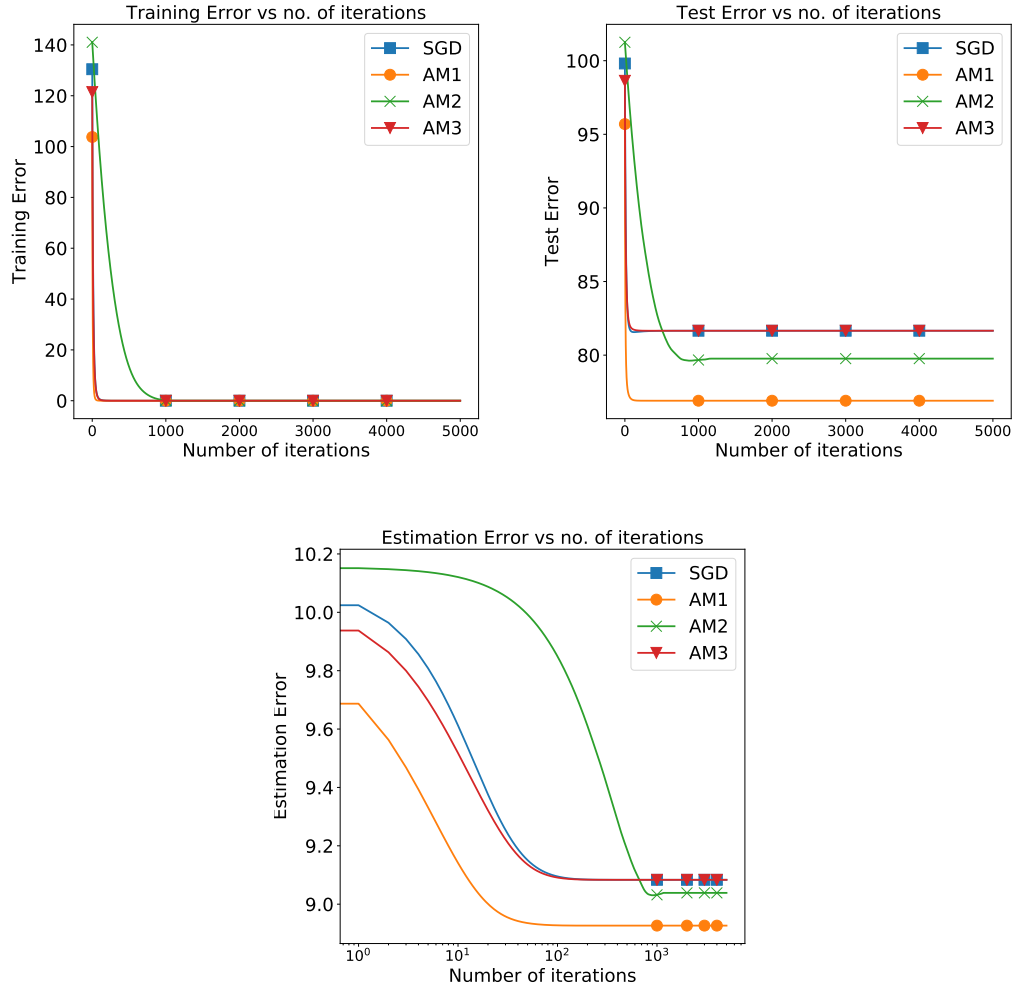 Training Error vs no. of iterations
140
120
100
80
60
40
20
0
Training Error
SGD
AM1
AM2
AM3
0 1000 2000 3000 4000 5000
Number of iterations
Test Error vs no. of iterations
100
95
90
85
80
Test Error
SGD
AM1
AM2
AM3
0 1000 2000 3000 4000 5000
Number of iterations
Estimation Error vs no. of iterations
10.2
10.0
9.8
9.6
9.4
9.2
9.0
Estimation Error
SGD
AM1
AM2
AM3
10⁰ 10¹ 10² 10³
Number of iterations